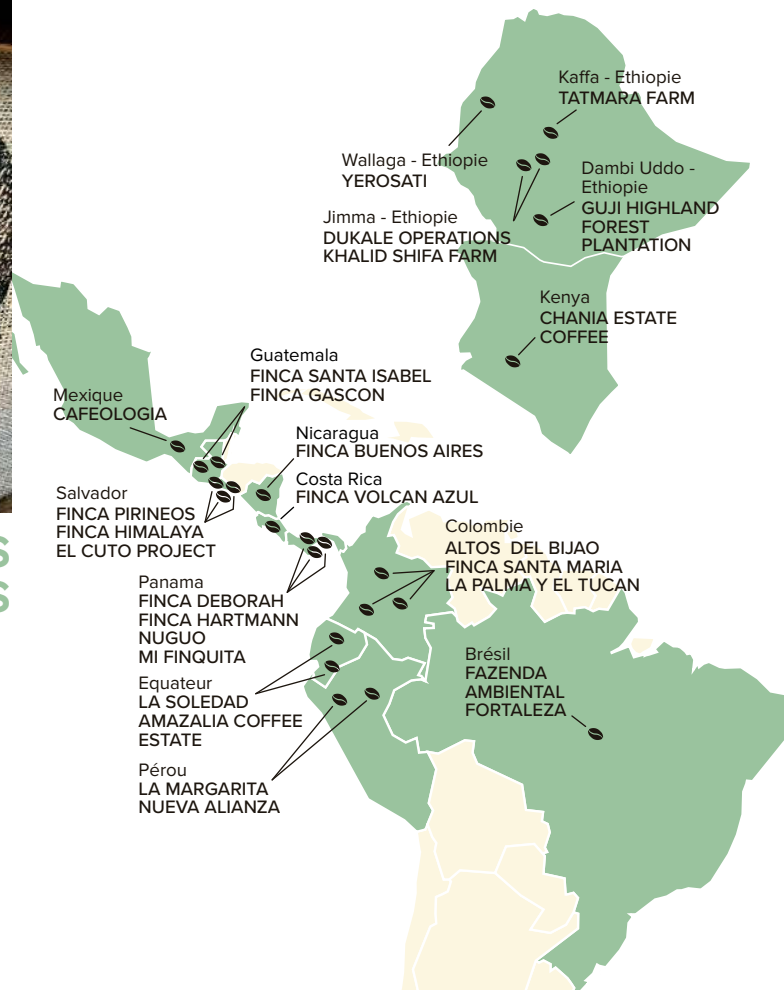 Kaffa - Ethiopie
TATMARA FARM
Wallaga - Ethiopie
YEROSATI
Dambi Uddo -
Ethiopie
GUJI HIGHLAND
FOREST
PLANTATION
Jimma - Ethiopie
DUKALE OPERATIONS
KHALID SHIFA FARM
Kenya
CHANIA ESTATE
COFFEE
Guatemala
FINCA SANTA ISABEL
FINCA GASCON
Mexique
CAFEOLOGIA
Nicaragua
FINCA BUENOS AIRES
Costa Rica
FINCA VOLCAN AZUL
Salvador
FINCA PIRINEOS
FINCA HIMALAYA
EL CUTO PROJECT
Colombie
ALTOS DEL BIJAO
FINCA SANTA MARIA
LA PALMA Y EL TUCAN
Panama
FINCA DEBORAH
FINCA HARTMANN
NUGUO
MI FINQUITA
Brésil
FAZENDA
AMBIENTAL
FORTALEZA
Equateur
LA SOLEDAD
AMAZALIA COFFEE
ESTATE
Pérou
LA MARGARITA
NUEVA ALIANZA
S
S